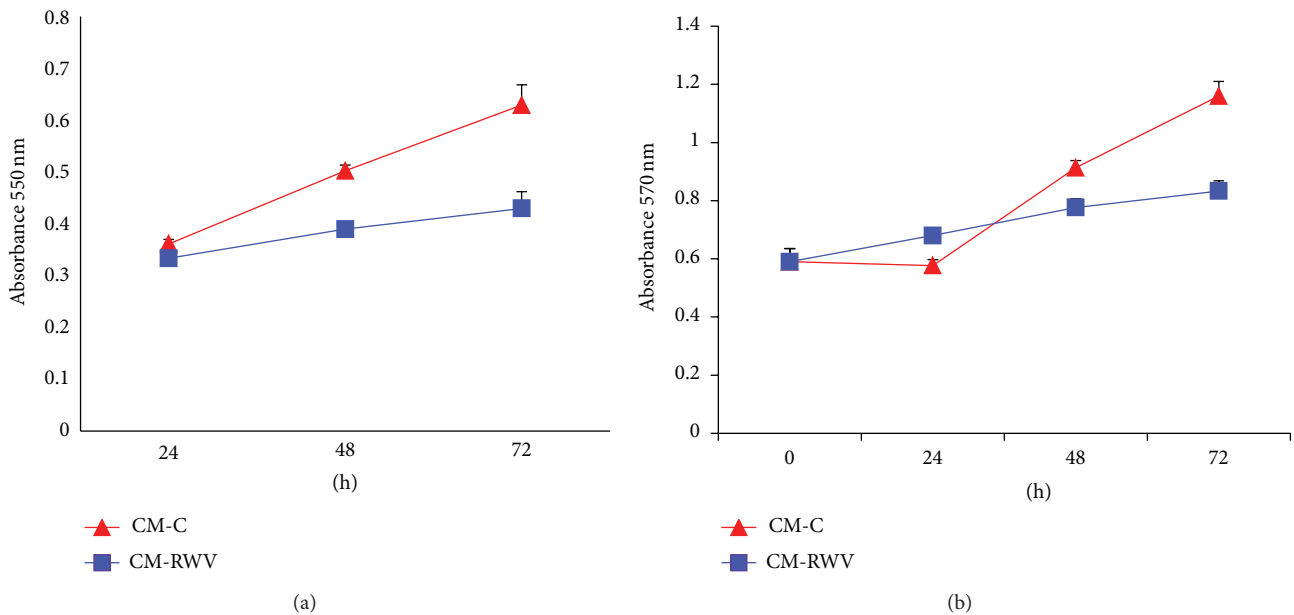 0.8
0.7
0.6
0.5
0.4
0.3
0.2
0.1
0
Absorbance 550 nm
24 48 72
(h)
CM-C
CM-RWV
(a)
1.4
1.2
1
0.8
0.6
0.4
0.2
0
Absorbance 570 nm
0 24 48 72
(h)
CM-C
CM-RWV
(b)